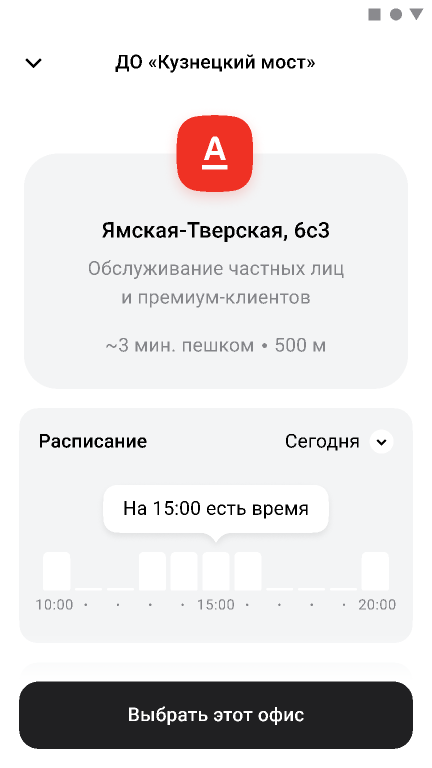 ДО «Кузнецкий мост»
А
Ямская-Тверская, 6с3
Обслуживание частных лиц
и премиум-клиентов
~3 мин. пешком • 500 м
Расписание Сегодня
На 15:00 есть время
10:00 · · · · 15:00 · · · · 20:00
Выбрать этот офис